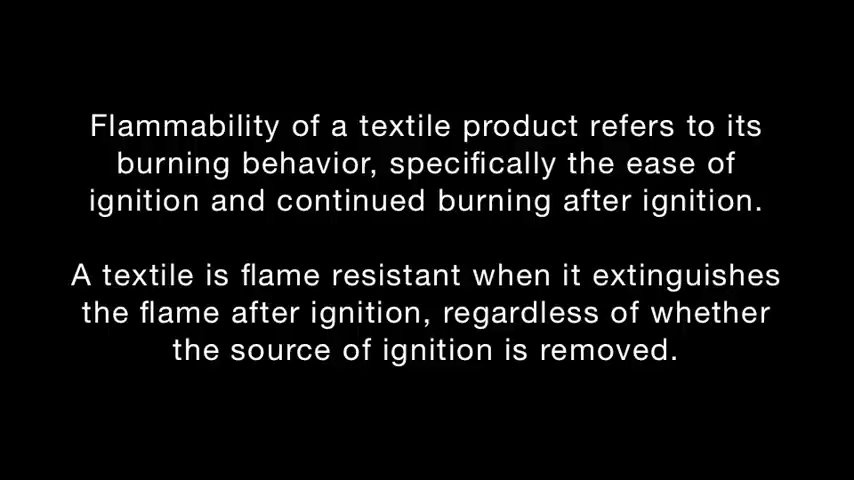 Flammability of a textile product refers to its
burning behavior, specifically the ease of
ignition and continued burning after ignition.
A textile is flame resistant when it extinguishes
the flame after ignition, regardless of whether
the source of ignition is removed.